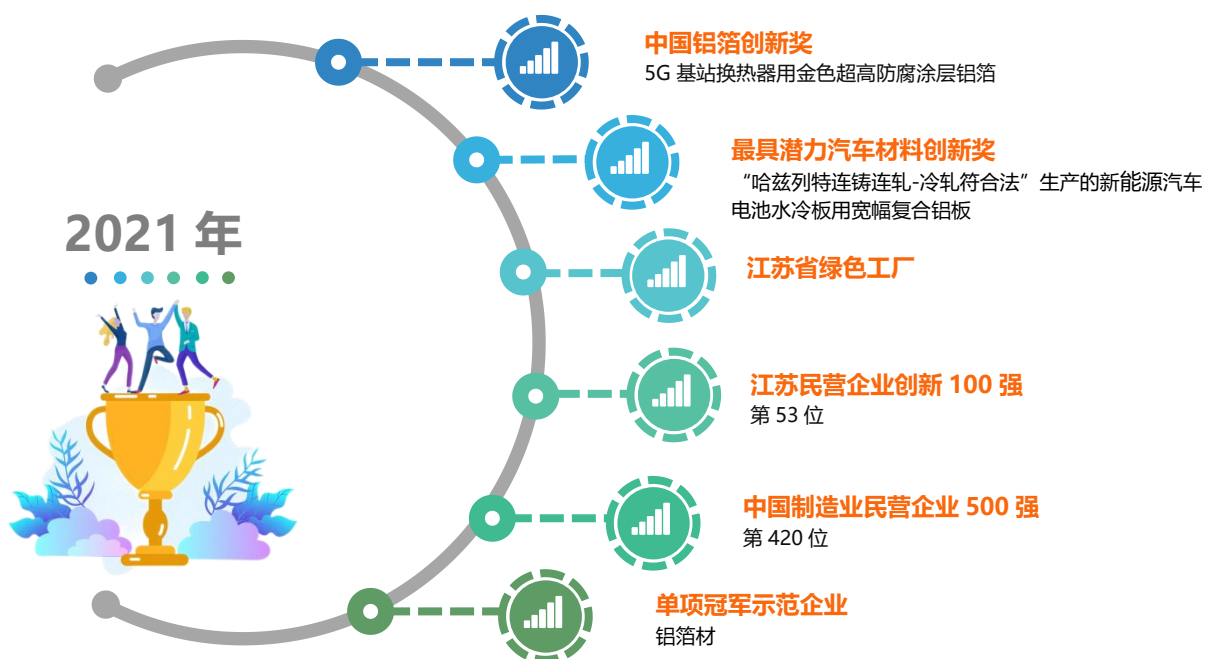 2021 年
中国铝箔创新奖
5G 基站换热器用金色超高防腐涂层铝箔
最具潜力汽车材料创新奖
“哈兹列特连铸连轧-冷轧符合法”生产的新能源汽车
电池水冷板用宽幅复合铝板
江苏省绿色工厂
江苏民营企业创新 100 强
第 53 位
中国制造业民营企业 500 强
第 420 位
单项冠军示范企业
铝箔材